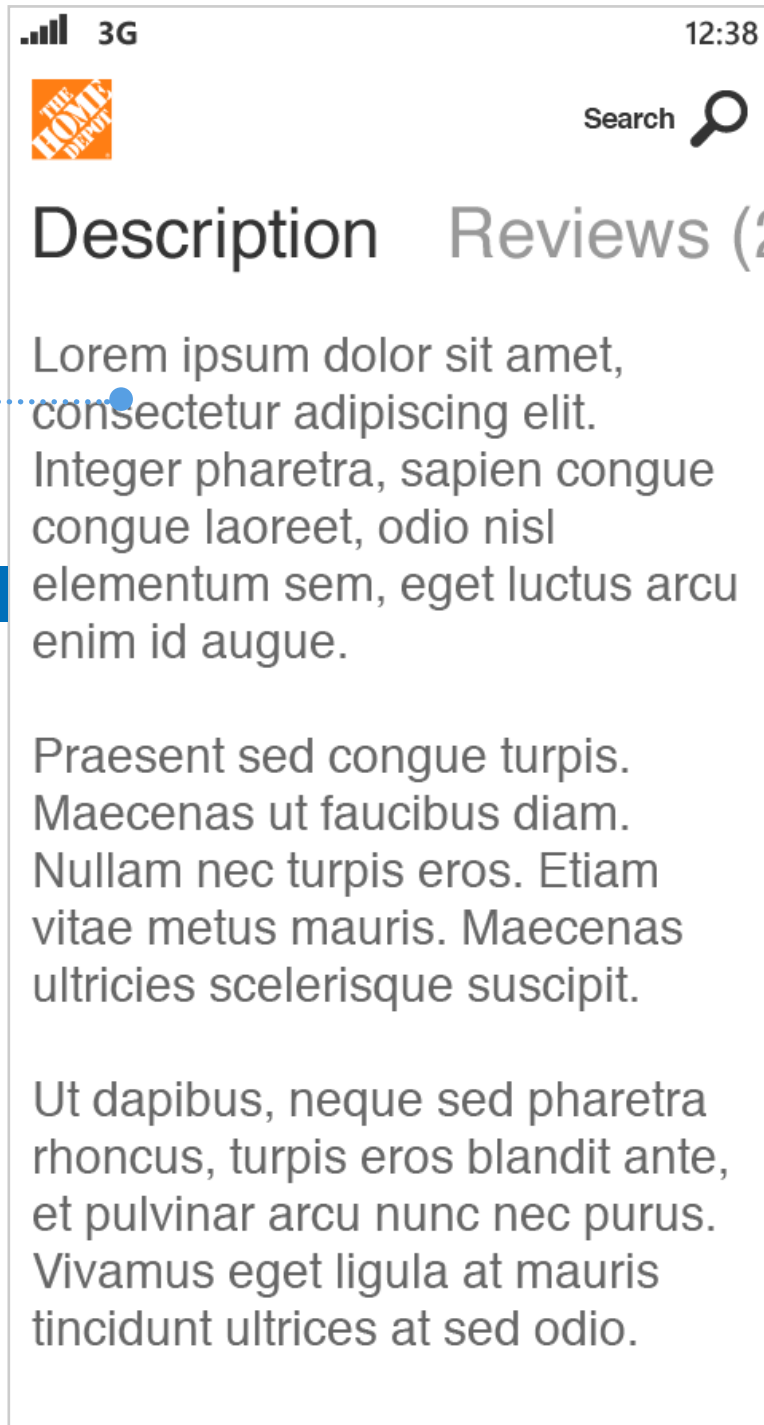 3G 12:38
THE
HOME
DEPOT
Search
Description Reviews (2
Lorem ipsum dolor sit amet,
consectetur adipiscing elit.
Integer pharetra, sapien congue
congue laoreet, odio nisl
elementum sem, eget luctus arcu
enim id augue.
Praesent sed congue turpis.
Maecenas ut faucibus diam.
Nullam nec turpis eros. Etiam
vitae metus mauris. Maecenas
ultricies scelerisque suscipit.
Ut dapibus, neque sed pharetra
rhoncus, turpis eros blandit ante,
et pulvinar arcu nunc nec purus.
Vivamus eget ligula at mauris
tincidunt ultrices at sed odio.